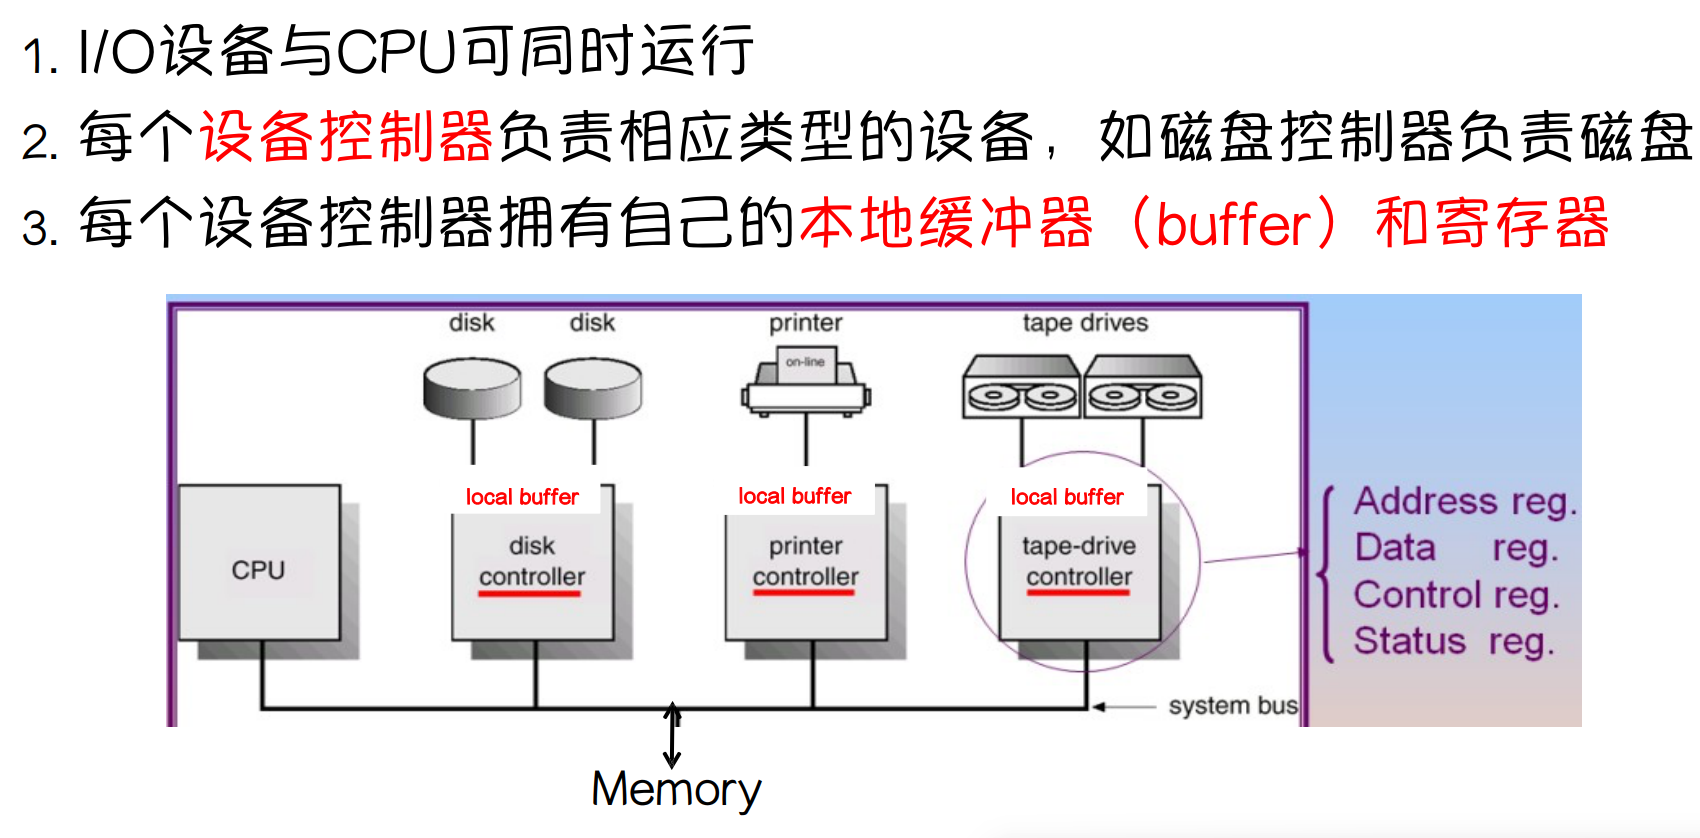 1. I/O设备与CPU可同时运行
2. 每个设备控制器负责相应类型的设备，如磁盘控制器负责磁盘
3. 每个设备控制器拥有自己的本地缓冲器（buffer）和寄存器
disk disk printer tape drives
on-line
local buffer local buffer local buffer
CPU
disk controller
printer controller
tape-drive controller
Address reg.
Data reg.
Control reg.
Status reg.
system bus
Memory